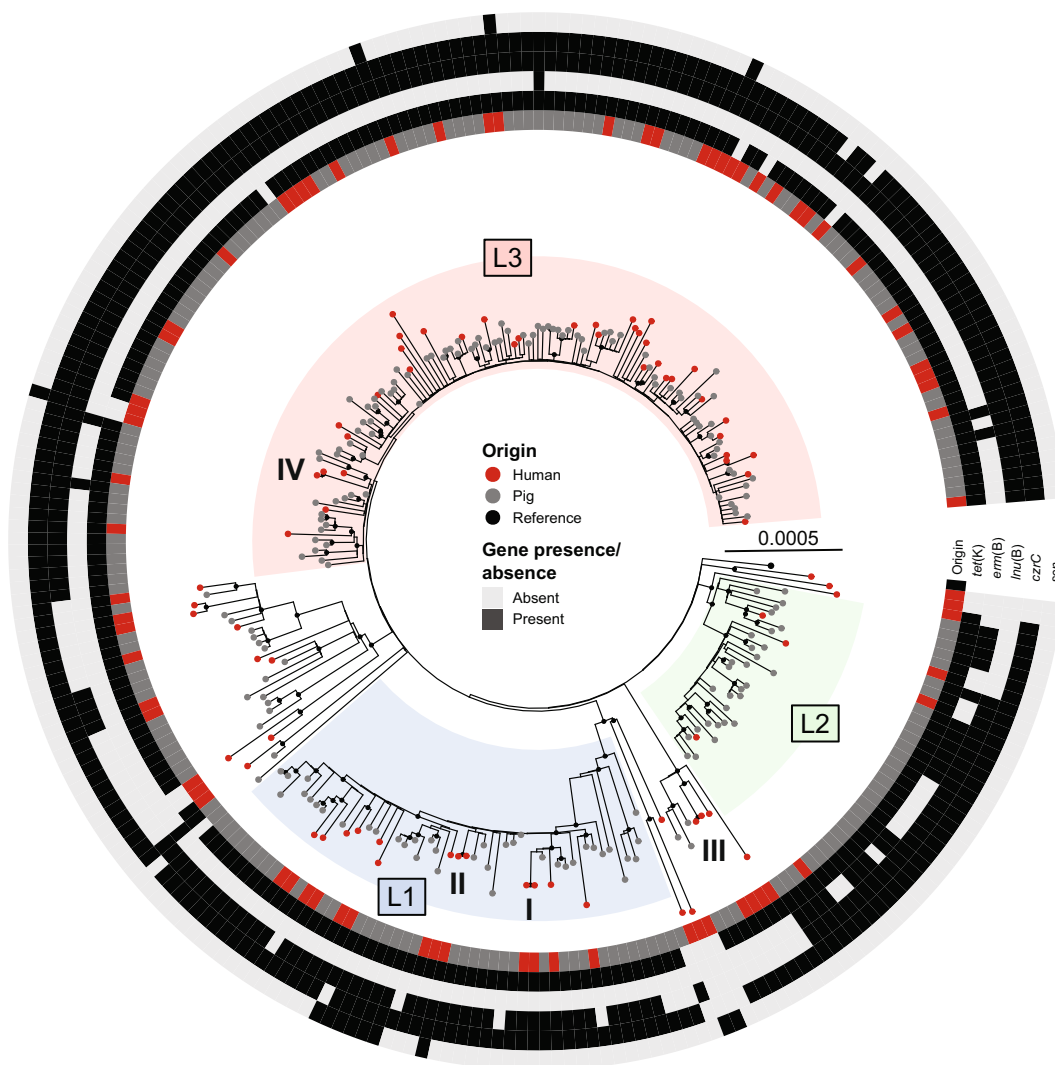 L3
IV
Origin
Human
Pig
Reference
Gene presence/
absence
Absent
Present
0.0005
Origin
tet(K)
erm(B)
lnu(B)
czrC
L2
III
II
L1
I